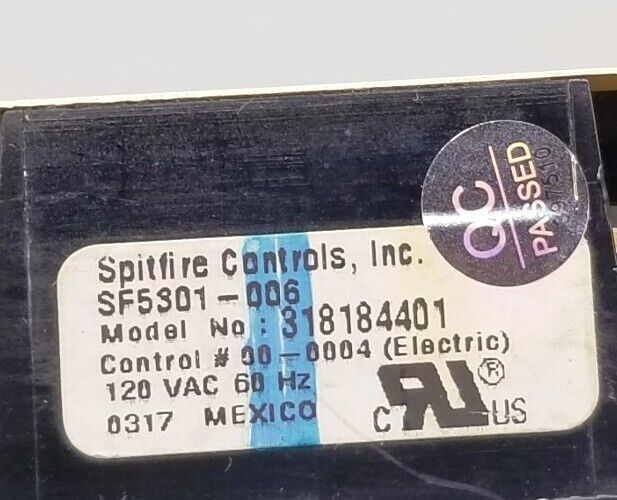 QC
PASSED
Spitfire Controls, Inc.
SF5301-006
Model No : 318184401
Control # 00-0004 (Electric)
120 VAC 60 Hz
0317 MEXICO
C RU® US